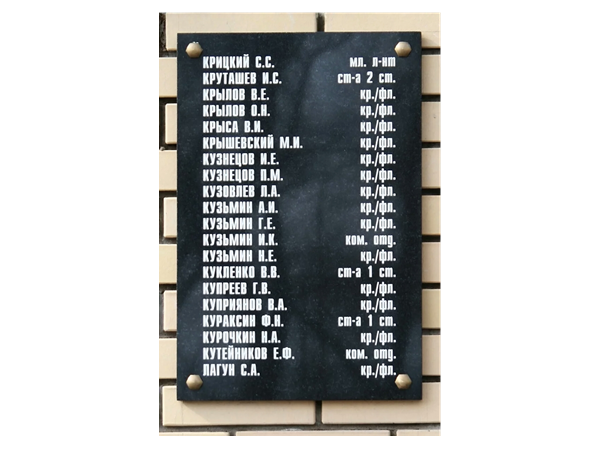 КРИЦКИЙ С.С. мл. л-нт
КРУТАШЕВ И.С. ст-а 2 ст.
КРЫЛОВ В.Е. кр./фл.
КРЫЛОВ О.Н. кр./фл.
КРЫСА В.И. кр./фл.
КРЫШЕВСКИЙ М.И. кр./фл.
КУЗНЕЦОВ И.Е. кр./фл.
КУЗНЕЦОВ П.М. кр./фл.
КУЗОВЛЕВ Л.А. кр./фл.
КУЗЬМИН А.И. кр./фл.
КУЗЬМИН Г.Е. кр./фл.
КУЗЬМИН И.К. ком. отд.
КУЗЬМИН Н.Е. кр./фл.
КУКЛЕНКО В.В. ст-а 1 ст.
КУПРЕЕВ Г.В. кр./фл.
КУПРИЯНОВ В.А. кр./фл.
КУРАКСИН Ф.Н. ст-а 1 ст.
КУРОЧКИН Н.А. кр./фл.
КУТЕЙНИКОВ Е.Ф. ком. отд.
ЛАГУН С.А. кр./фл.